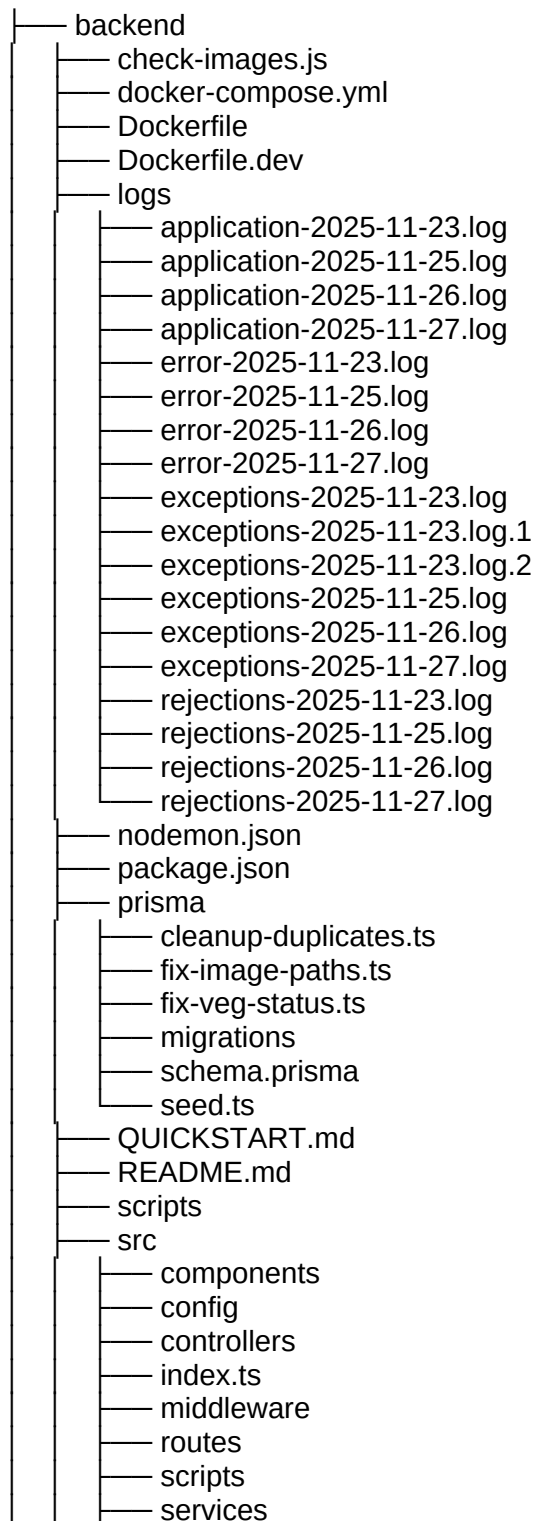 ├── backend
│   ├── check-images.js
│   ├── docker-compose.yml
│   ├── Dockerfile
│   ├── Dockerfile.dev
│   ├── logs
│   │   ├── application-2025-11-23.log
│   │   ├── application-2025-11-25.log
│   │   ├── application-2025-11-26.log
│   │   ├── application-2025-11-27.log
│   │   ├── error-2025-11-23.log
│   │   ├── error-2025-11-25.log
│   │   ├── error-2025-11-26.log
│   │   ├── error-2025-11-27.log
│   │   ├── exceptions-2025-11-23.log
│   │   ├── exceptions-2025-11-23.log.1
│   │   ├── exceptions-2025-11-23.log.2
│   │   ├── exceptions-2025-11-25.log
│   │   ├── exceptions-2025-11-26.log
│   │   ├── exceptions-2025-11-27.log
│   │   ├── rejections-2025-11-23.log
│   │   ├── rejections-2025-11-25.log
│   │   ├── rejections-2025-11-26.log
│   │   └── rejections-2025-11-27.log
│   ├── nodemon.json
│   ├── package.json
│   ├── prisma
│   │   ├── cleanup-duplicates.ts
│   │   ├── fix-image-paths.ts
│   │   ├── fix-veg-status.ts
│   │   ├── migrations
│   │   ├── schema.prisma
│   │   └── seed.ts
│   ├── QUICKSTART.md
│   ├── README.md
│   ├── scripts
│   ├── src
│   │   ├── components
│   │   ├── config
│   │   ├── controllers
│   │   ├── index.ts
│   │   ├── middleware
│   │   ├── routes
│   │   ├── scripts
│   │   ├── services